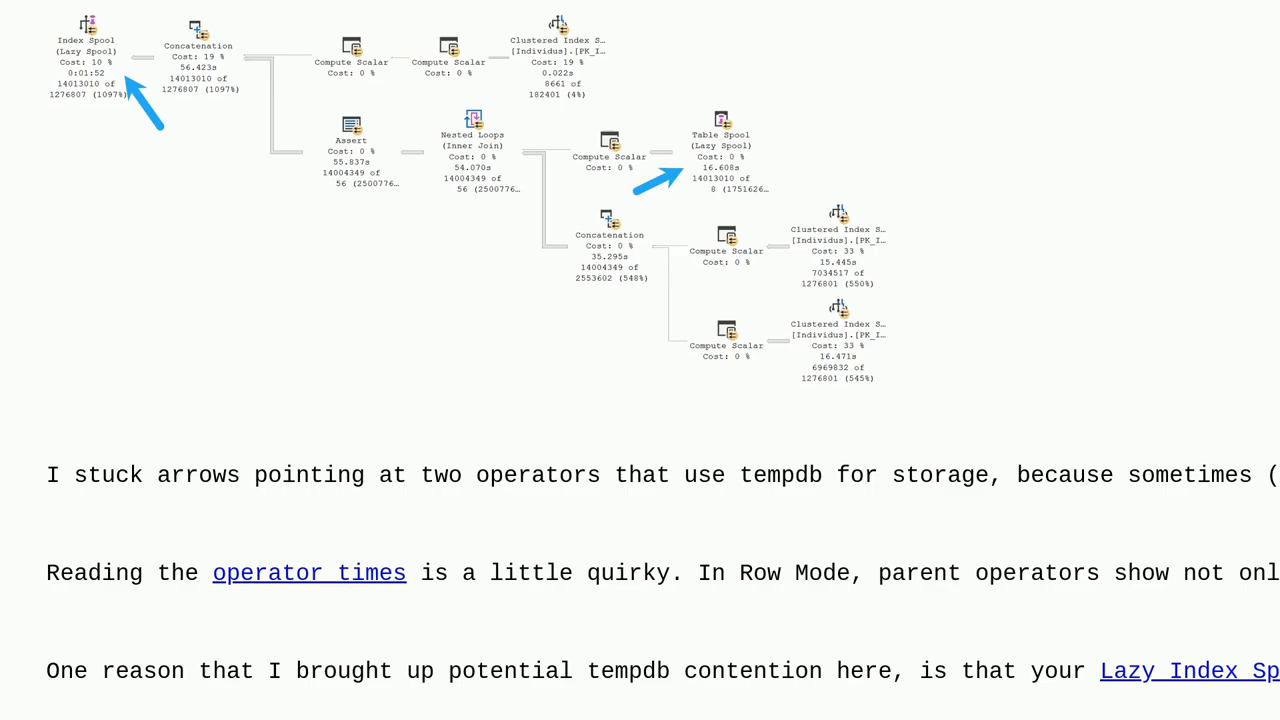 Index Spool
(Lazy Spool)
Cost: 10 %
0:01:52
14013010 of
1276807 (1097%)
Concatenation
Cost: 19 %
56.423s
14013010 of
1276807 (1097%)
Compute Scalar
Cost: 0 %
Compute Scalar
Cost: 0 %
Clustered Index S…
[Individus].[PK_I…
Cost: 19 %
0.022s
8661 of
182401 (4%)
Assert
Cost: 0 %
55.837s
14004349 of
56 (2500776…
Nested Loops
(Inner Join)
Cost: 0 %
54.070s
14004349 of
56 (2500776…
Compute Scalar
Cost: 0 %
Table Spool
(Lazy Spool)
Cost: 0 %
16.608s
14013010 of
8 (1751626…
Concatenation
Cost: 0 %
35.295s
14004349 of
2553602 (548%)
Compute Scalar
Cost: 0 %
Clustered Index S…
[Individus].[PK_I…
Cost: 33 %
15.445s
7034517 of
1276801 (550%)
Compute Scalar
Cost: 0 %
Clustered Index S…
[Individus].[PK_I…
Cost: 33 %
16.471s
6969832 of
1276801 (545%)
I stuck arrows pointing at two operators that use tempdb for storage, because sometimes (
Reading the operator times is a little quirky. In Row Mode, parent operators show not onl
One reason that I brought up potential tempdb contention here, is that your Lazy Index Sp